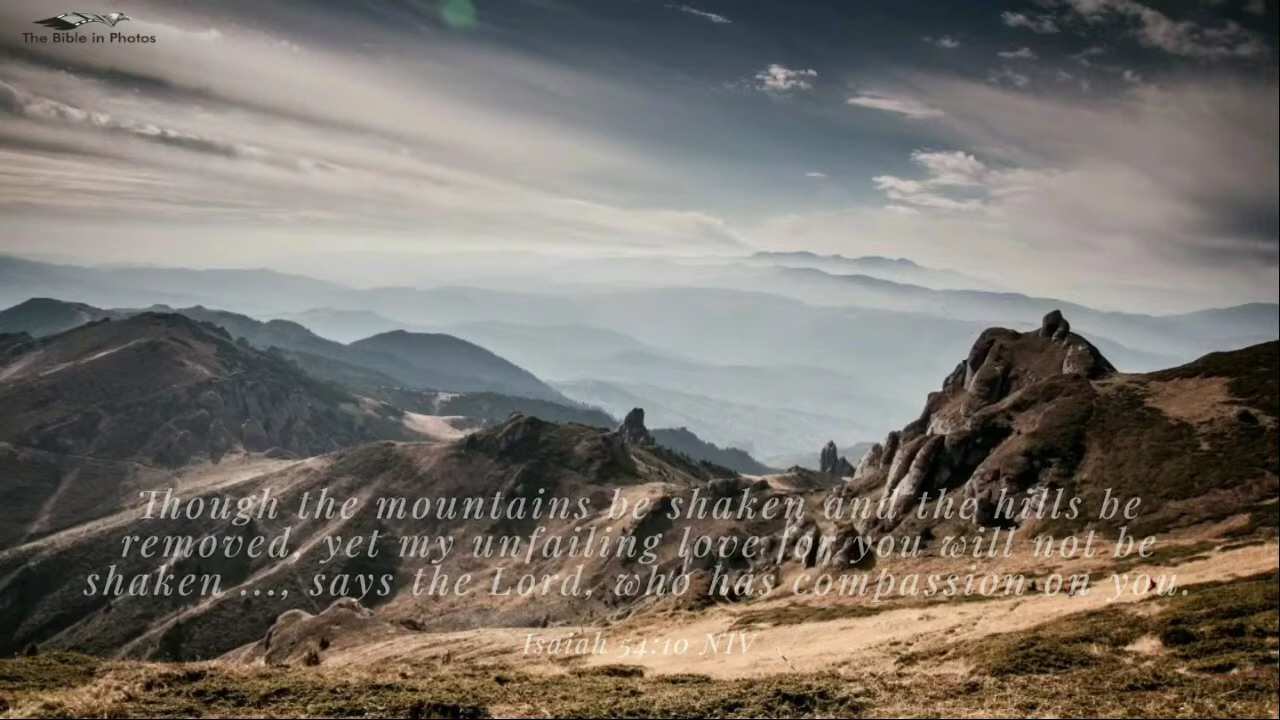 The Bible in Photos
Though the mountains be shaken and the hills be
removed, yet my unfailing love for you will not be
shaken ..., says the Lord, who has compassion on you.
Isaiah 54:10 NIV